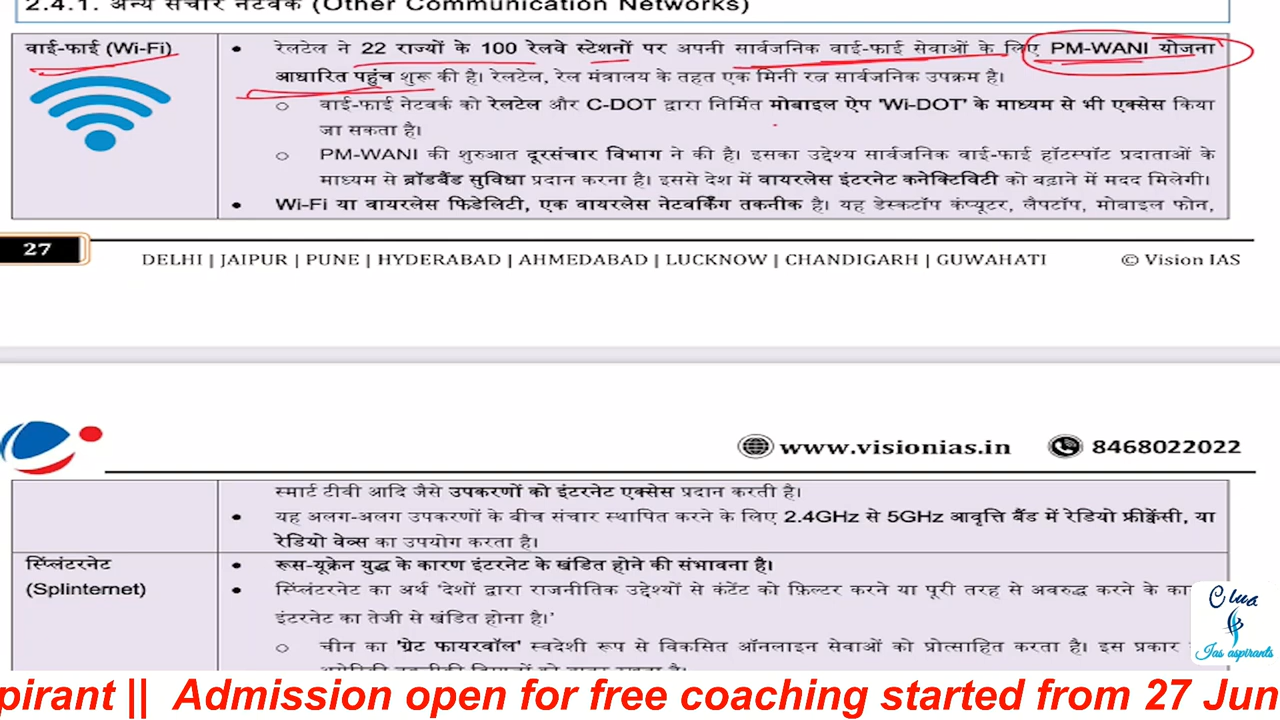 2.4.1. अन्य संचार नेटवर्क (Other Communication Networks)
वाई-फाई (Wi-Fi)
• रेलटेल ने 22 राज्यों के 100 रेलवे स्टेशनों पर अपनी सार्वजनिक वाई-फाई सेवाओं के लिए PM-WANI योजना
आधारित पहुंच शुरू की है। रेलटेल, रेल मंत्रालय के तहत एक मिनी रत्न सार्वजनिक उपक्रम है।
○ वाई-फाई नेटवर्क को रेलटेल और C-DOT द्वारा निर्मित मोबाइल ऐप 'Wi-DOT' के माध्यम से भी एक्सेस किया
जा सकता है।
○ PM-WANI की शुरुआत दूरसंचार विभाग ने की है। इसका उद्देश्य सार्वजनिक वाई-फाई हॉटस्पॉट प्रदाताओं के
माध्यम से ब्रॉडबैंड सुविधा प्रदान करना है। इससे देश में वायरलेस इंटरनेट कनेक्टिविटी को बढ़ाने में मदद मिलेगी।
• Wi-Fi या वायरलेस फिडेलिटी, एक वायरलेस नेटवर्किंग तकनीक है। यह डेस्कटॉप कंप्यूटर, लैपटॉप, मोबाइल फोन,
27
DELHI | JAIPUR | PUNE | HYDERABAD | AHMEDABAD | LUCKNOW | CHANDIGARH | GUWAHATI
© Vision IAS
www.visionias.in
8468022022
स्मार्ट टीवी आदि जैसे उपकरणों को इंटरनेट एक्सेस प्रदान करती है।
• यह अलग-अलग उपकरणों के बीच संचार स्थापित करने के लिए 2.4GHz से 5GHz आवृत्ति बैंड में रेडियो फ्रीक्वेंसी, या
रेडियो वेव्स का उपयोग करता है।
स्प्लिंटरनेट
(Splinternet)
• रूस-यूक्रेन युद्ध के कारण इंटरनेट के खंडित होने की संभावना है।
• स्प्लिंटरनेट का अर्थ 'देशों द्वारा राजनीतिक उद्देश्यों से कंटेंट को फ़िल्टर करने या पूरी तरह से अवरुद्ध करने के
इंटरनेट का तेजी से खंडित होना है।'
○ चीन का 'ग्रेट फायरवॉल' स्वदेशी रूप से विकसित ऑनलाइन सेवाओं को प्रोत्साहित करता है। इस प्रकार
Jas aspirants
pirant || Admission open for free coaching started from 27 Jun